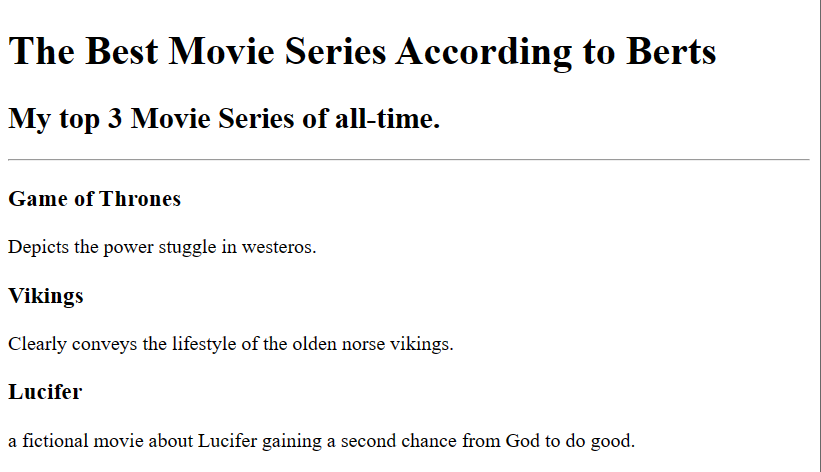 The Best Movie Series According to Berts
My top 3 Movie Series of all-time.
Game of Thrones
Depicts the power stuggle in westeros.
Vikings
Clearly conveys the lifestyle of the olden norse vikings.
Lucifer
a fictional movie about Lucifer gaining a second chance from God to do good.